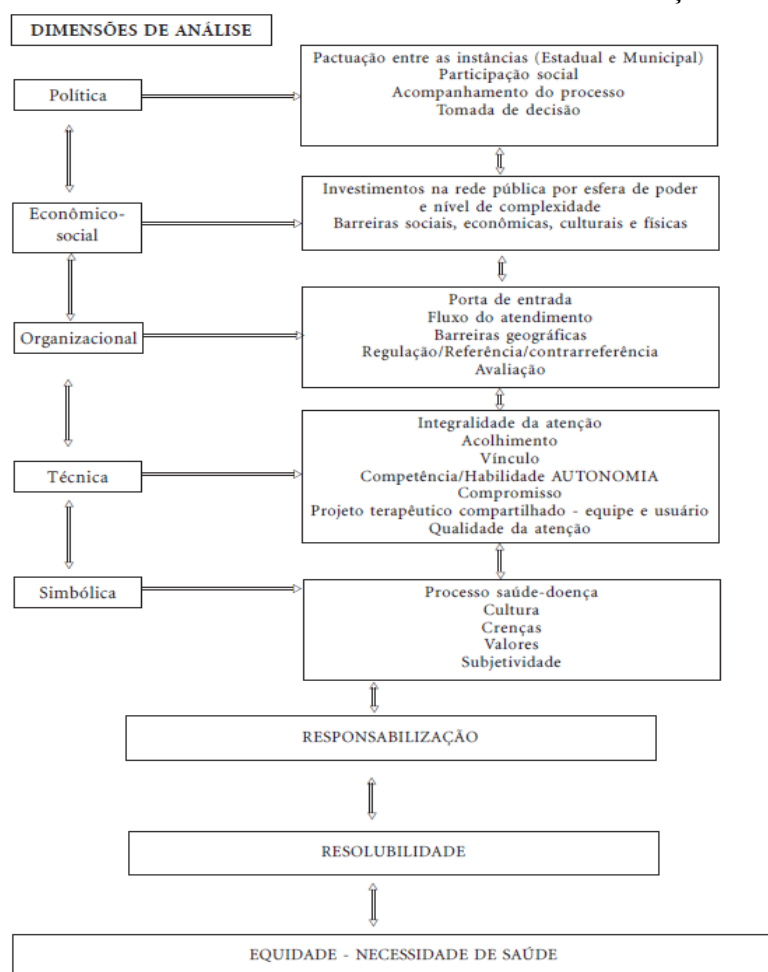 DIMENSÕES DE ANÁLISE
Política
Pactuação entre as instâncias (Estadual e Municipal)
Participação social
Acompanhamento do processo
Tomada de decisão
Econômico-
social
Investimentos na rede pública por esfera de poder
e nível de complexidade
Barreiras sociais, econômicas, culturais e físicas
Organizacional
Porta de entrada
Fluxo do atendimento
Barreiras geográficas
Regulação/Referência/contrarreferência
Avaliação
Técnica
Integralidade da atenção
Acolhimento
Vínculo
Competência/Habilidade AUTONOMIA
Compromisso
Projeto terapêutico compartilhado - equipe e usuário
Qualidade da atenção
Simbólica
Processo saúde-doença
Cultura
Crenças
Valores
Subjetividade
RESPONSABILIZAÇÃO
RESOLUBILIDADE
EQUIDADE - NECESSIDADE DE SAÚDE